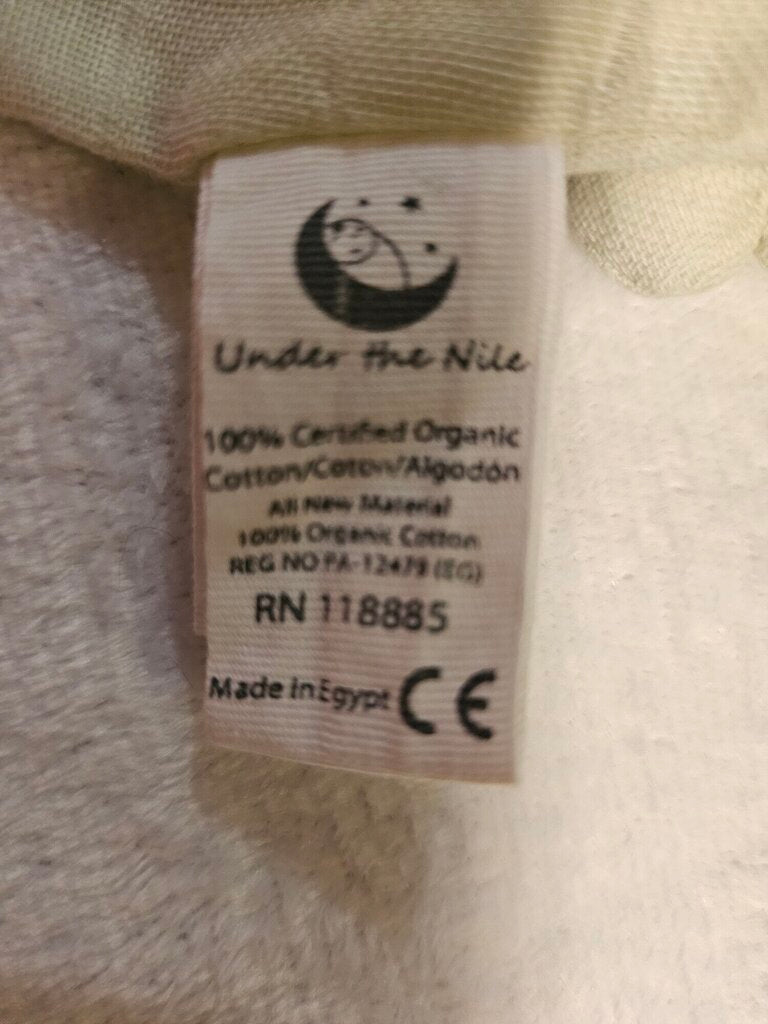 Under the Nile
100% Certified Organic
Cotton/Coton/Algodón
All New Material
100% Organic Cotton
REG NO PA-12479 (EG)
RN 118885
Made in Egypt CE